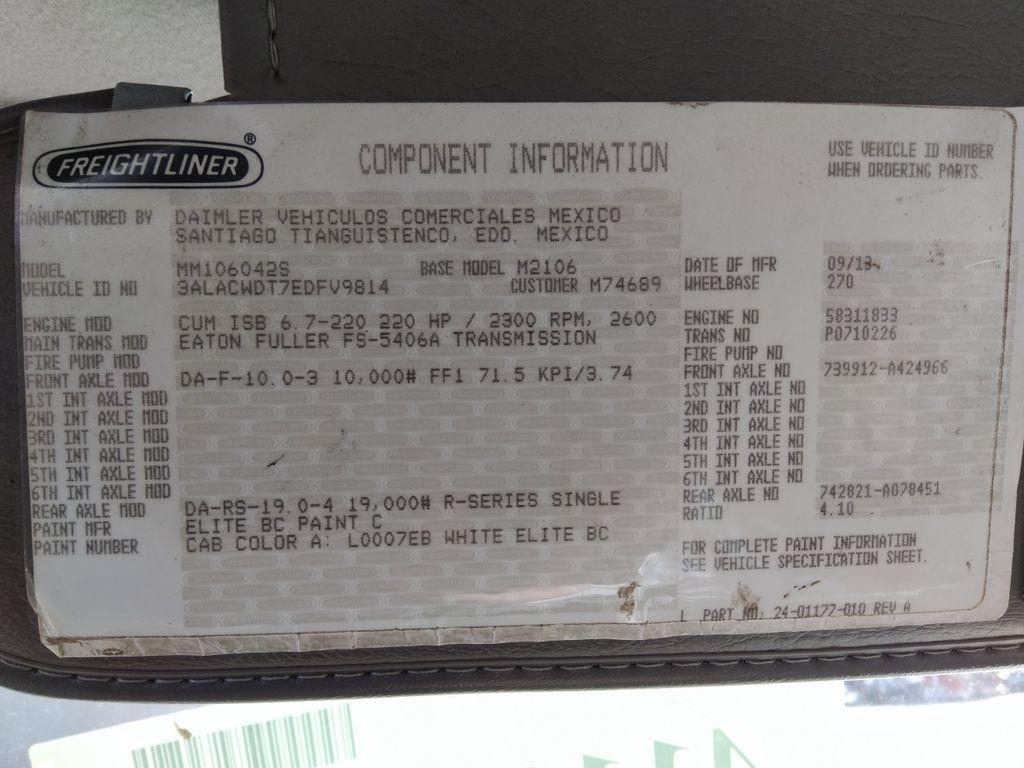 FREIGHTLINER ®
COMPONENT INFORMATION
USE VEHICLE ID NUMBER
WHEN ORDERING PARTS.
MANUFACTURED BY DAIMLER VEHICULOS COMERCIALES MEXICO
SANTIAGO TIANGUISTENCO, EDO. MEXICO
MODEL MM106042S BASE MODEL M2106 DATE OF MFR 09/13
VEHICLE ID NO 3ALACWDT7EDFV9814 CUSTOMER M74689 WHEELBASE 270
ENGINE MOD CUM ISB 6.7-220 220 HP / 2300 RPM, 2600 ENGINE NO 58311833
MAIN TRANS MOD EATON FULLER FS-5406A TRANSMISSION TRANS NO P0710226
FIRE PUMP MOD FIRE PUMP NO
FRONT AXLE MOD DA-F-10.0-3 10,000# FF1 71.5 KPI/3.74 FRONT AXLE NO 739912-A424966
1ST INT AXLE MOD 1ST INT AXLE NO
2ND INT AXLE MOD 2ND INT AXLE NO
3RD INT AXLE MOD 3RD INT AXLE NO
4TH INT AXLE MOD 4TH INT AXLE NO
5TH INT AXLE MOD 5TH INT AXLE NO
6TH INT AXLE MOD 6TH INT AXLE NO
REAR AXLE MOD DA-RS-19.0-4 19,000# R-SERIES SINGLE REAR AXLE NO 742821-A078451
PAINT MFR ELITE BC PAINT C RATIO 4.10
PAINT NUMBER CAB COLOR A: L0007EB WHITE ELITE BC
FOR COMPLETE PAINT INFORMATION
SEE VEHICLE SPECIFICATION SHEET.
L PART NO: 24-01177-010 REV A